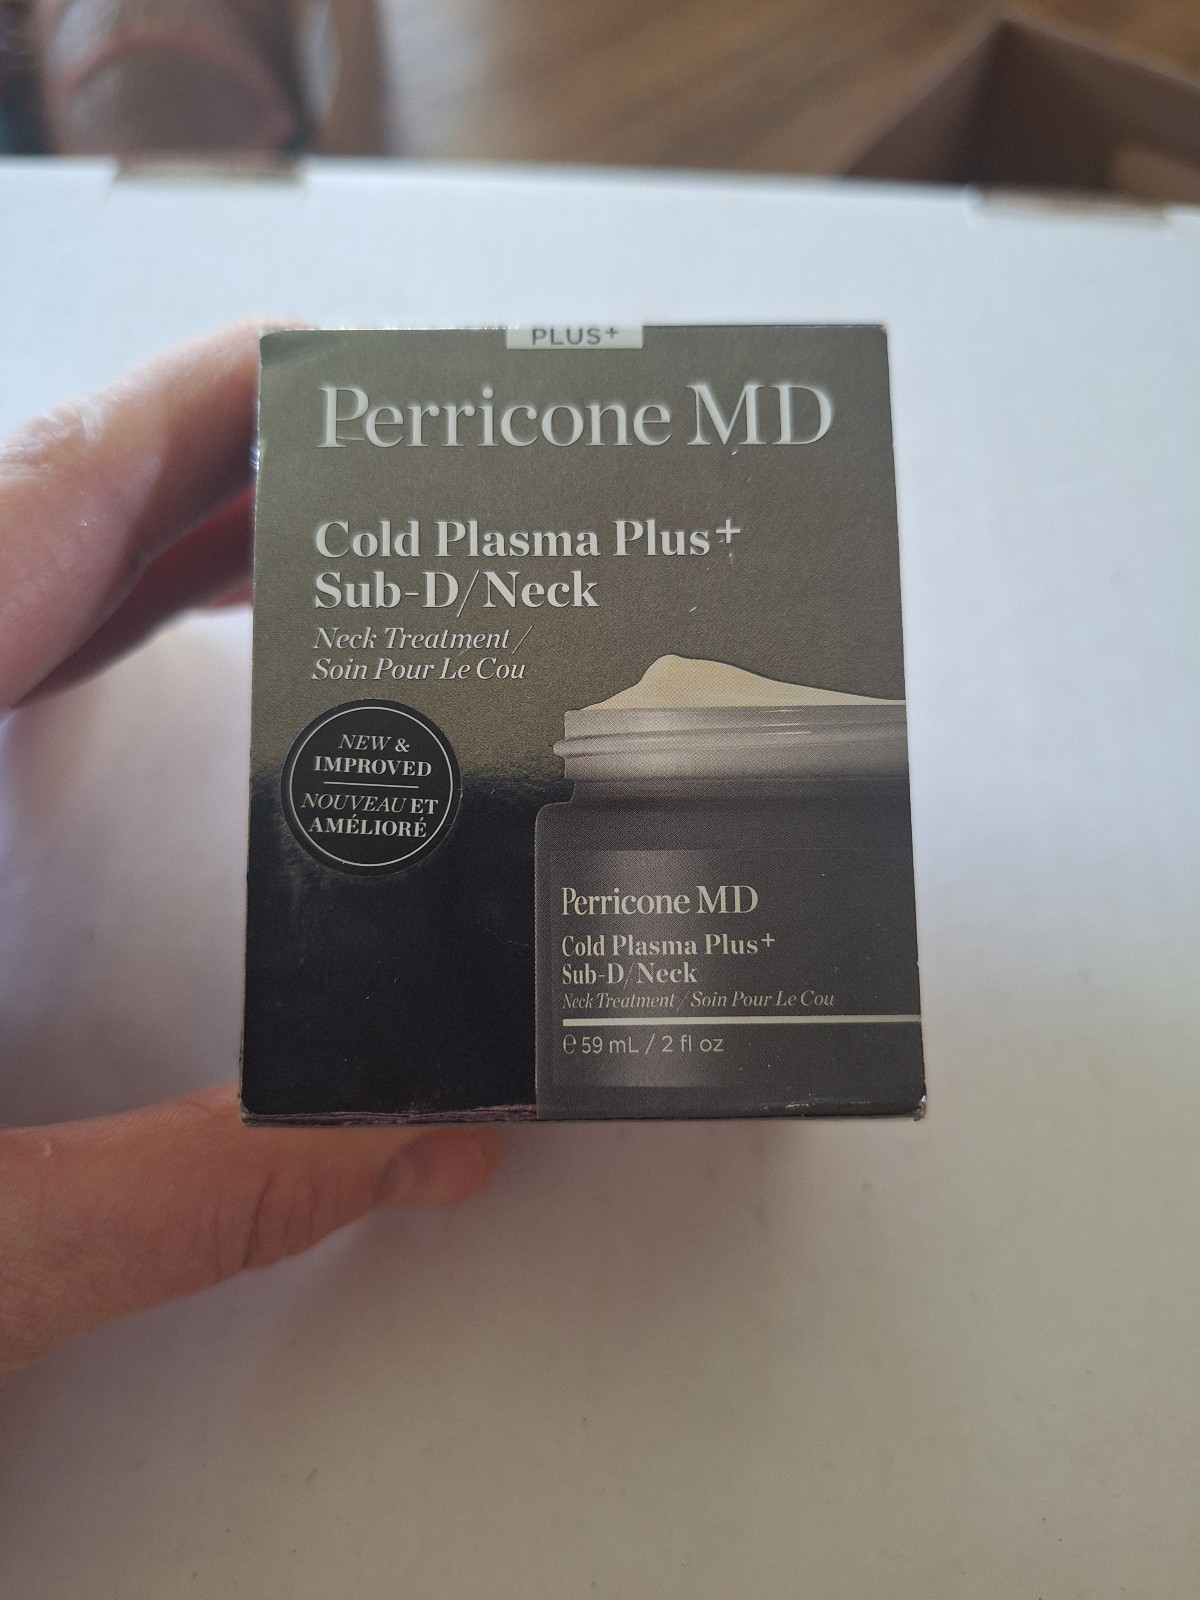 PLUS+
Perricone MD
Cold Plasma Plus+
Sub-D/Neck
Neck Treatment /
Soin Pour Le Cou
NEW &
IMPROVED
NOUVEAU ET
AMÉLIORÉ
Perricone MD
Cold Plasma Plus+
Sub-D/Neck
Neck Treatment / Soin Pour Le Cou
℮ 59 mL / 2 fl oz